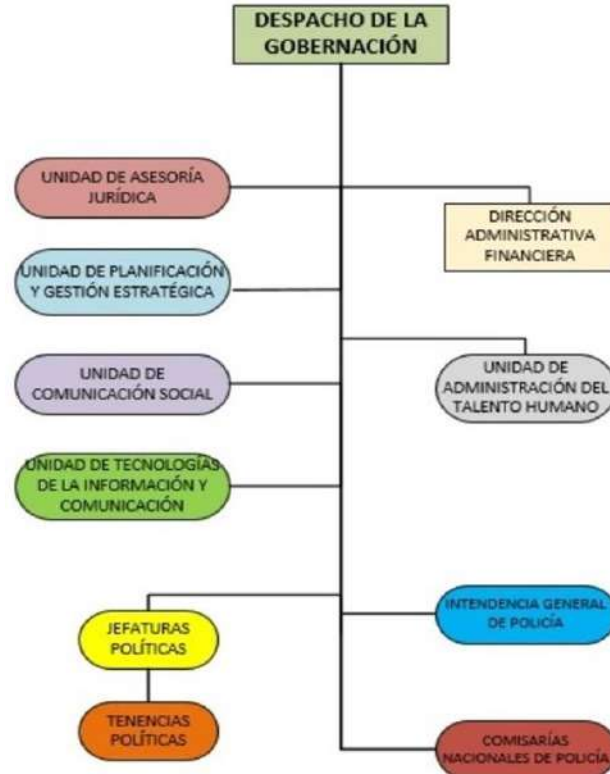 DESPACHO DE LA
GOBERNACIÓN
UNIDAD DE ASESORÍA
JURÍDICA
DIRECCIÓN
ADMINISTRATIVA
FINANCIERA
UNIDAD DE PLANIFICACIÓN
Y GESTIÓN ESTRATÉGICA
UNIDAD DE
COMUNICACIÓN SOCIAL
UNIDAD DE
ADMINISTRACIÓN DEL
TALENTO HUMANO
UNIDAD DE TECNOLOGÍAS
DE LA INFORMACIÓN Y
COMUNICACIÓN
JEFATURAS
POLÍTICAS
INTENDENCIA GENERAL
DE POLICÍA
TENENCIAS
POLÍTICAS
COMISARÍAS
NACIONALES DE POLICÍA